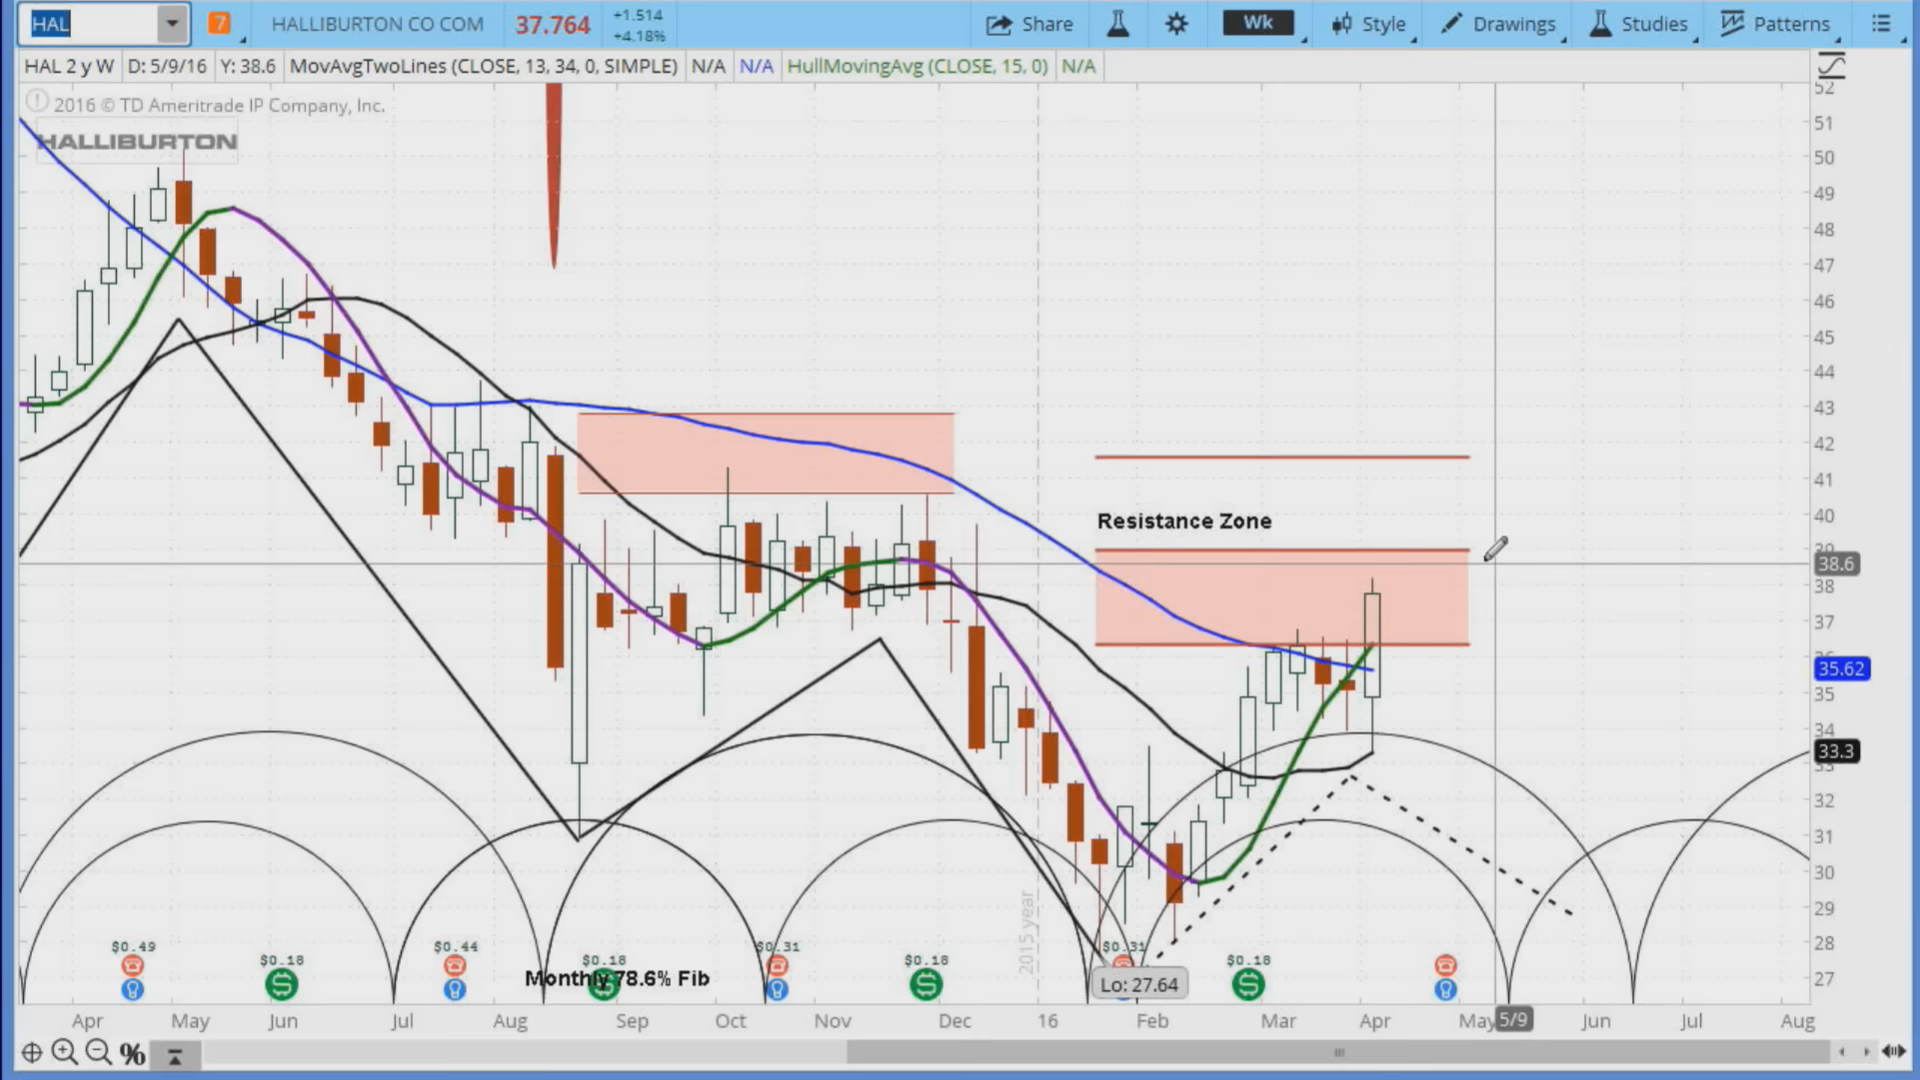 HAL
7
HALLIBURTON CO COM
37.764
+1.514
+4.18%
Share
Wk
Style
Drawings
Studies
Patterns
HAL 2 y W
D: 5/9/16
Y: 38.6
MovAvgTwoLines (CLOSE, 13, 34, 0, SIMPLE)
N/A
N/A
HullMovingAvg (CLOSE, 15, 0)
N/A
2016 © TD Ameritrade IP Company, Inc.
HALLIBURTON
52
51
50
49
48
47
46
45
44
43
42
41
40
39
38.6
38
37
36
35.62
35
34
33.3
33
32
31
30
29
28
27
Resistance Zone
2015 year
$0.49
$0.18
$0.44
$0.18
$0.31
$0.18
$0.31
$0.18
Monthly 78.6% Fib
Lo: 27.64
Apr
May
Jun
Jul
Aug
Sep
Oct
Nov
Dec
16
Feb
Mar
Apr
May
5/9
Jun
Jul
Aug
%